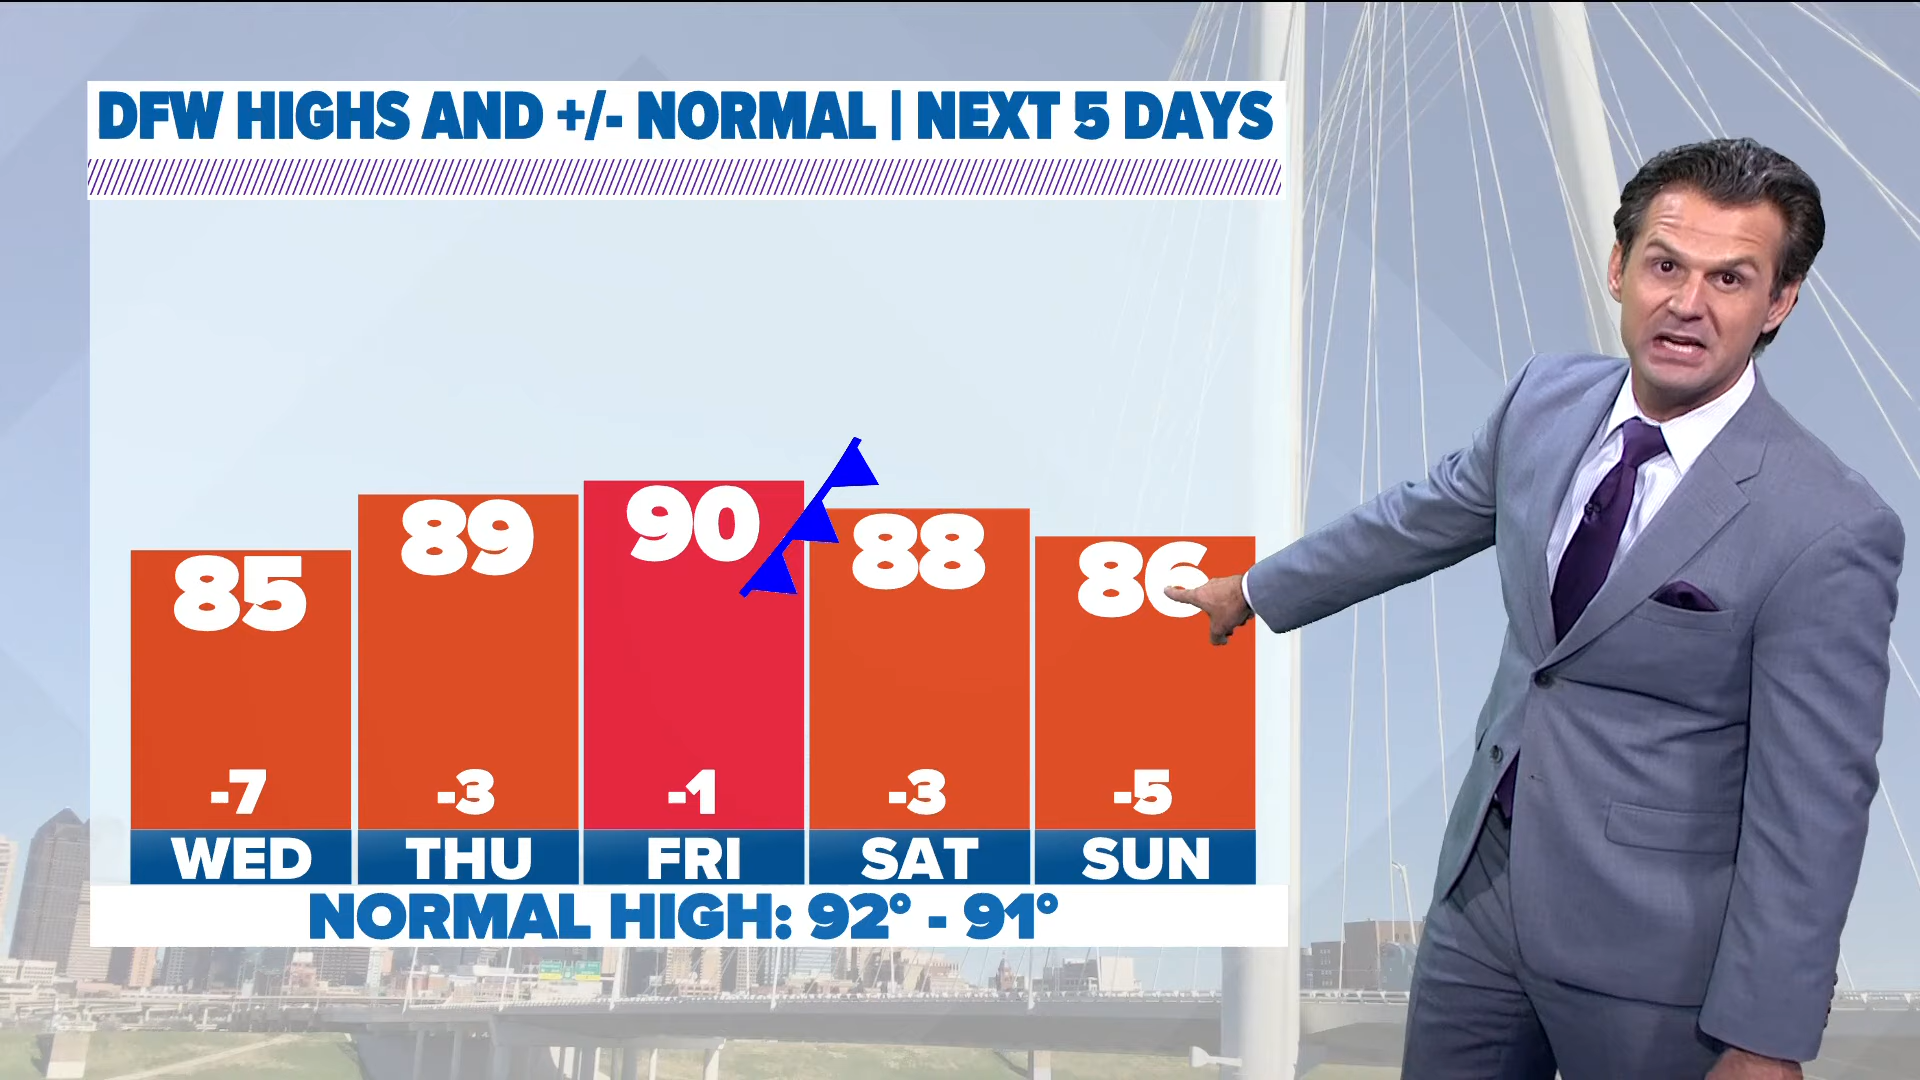 DFW HIGHS AND +/- NORMAL | NEXT 5 DAYS
85 89 90 88 86
-7 -3 -1 -3 -5
WED THU FRI SAT SUN
NORMAL HIGH: 92° - 91°